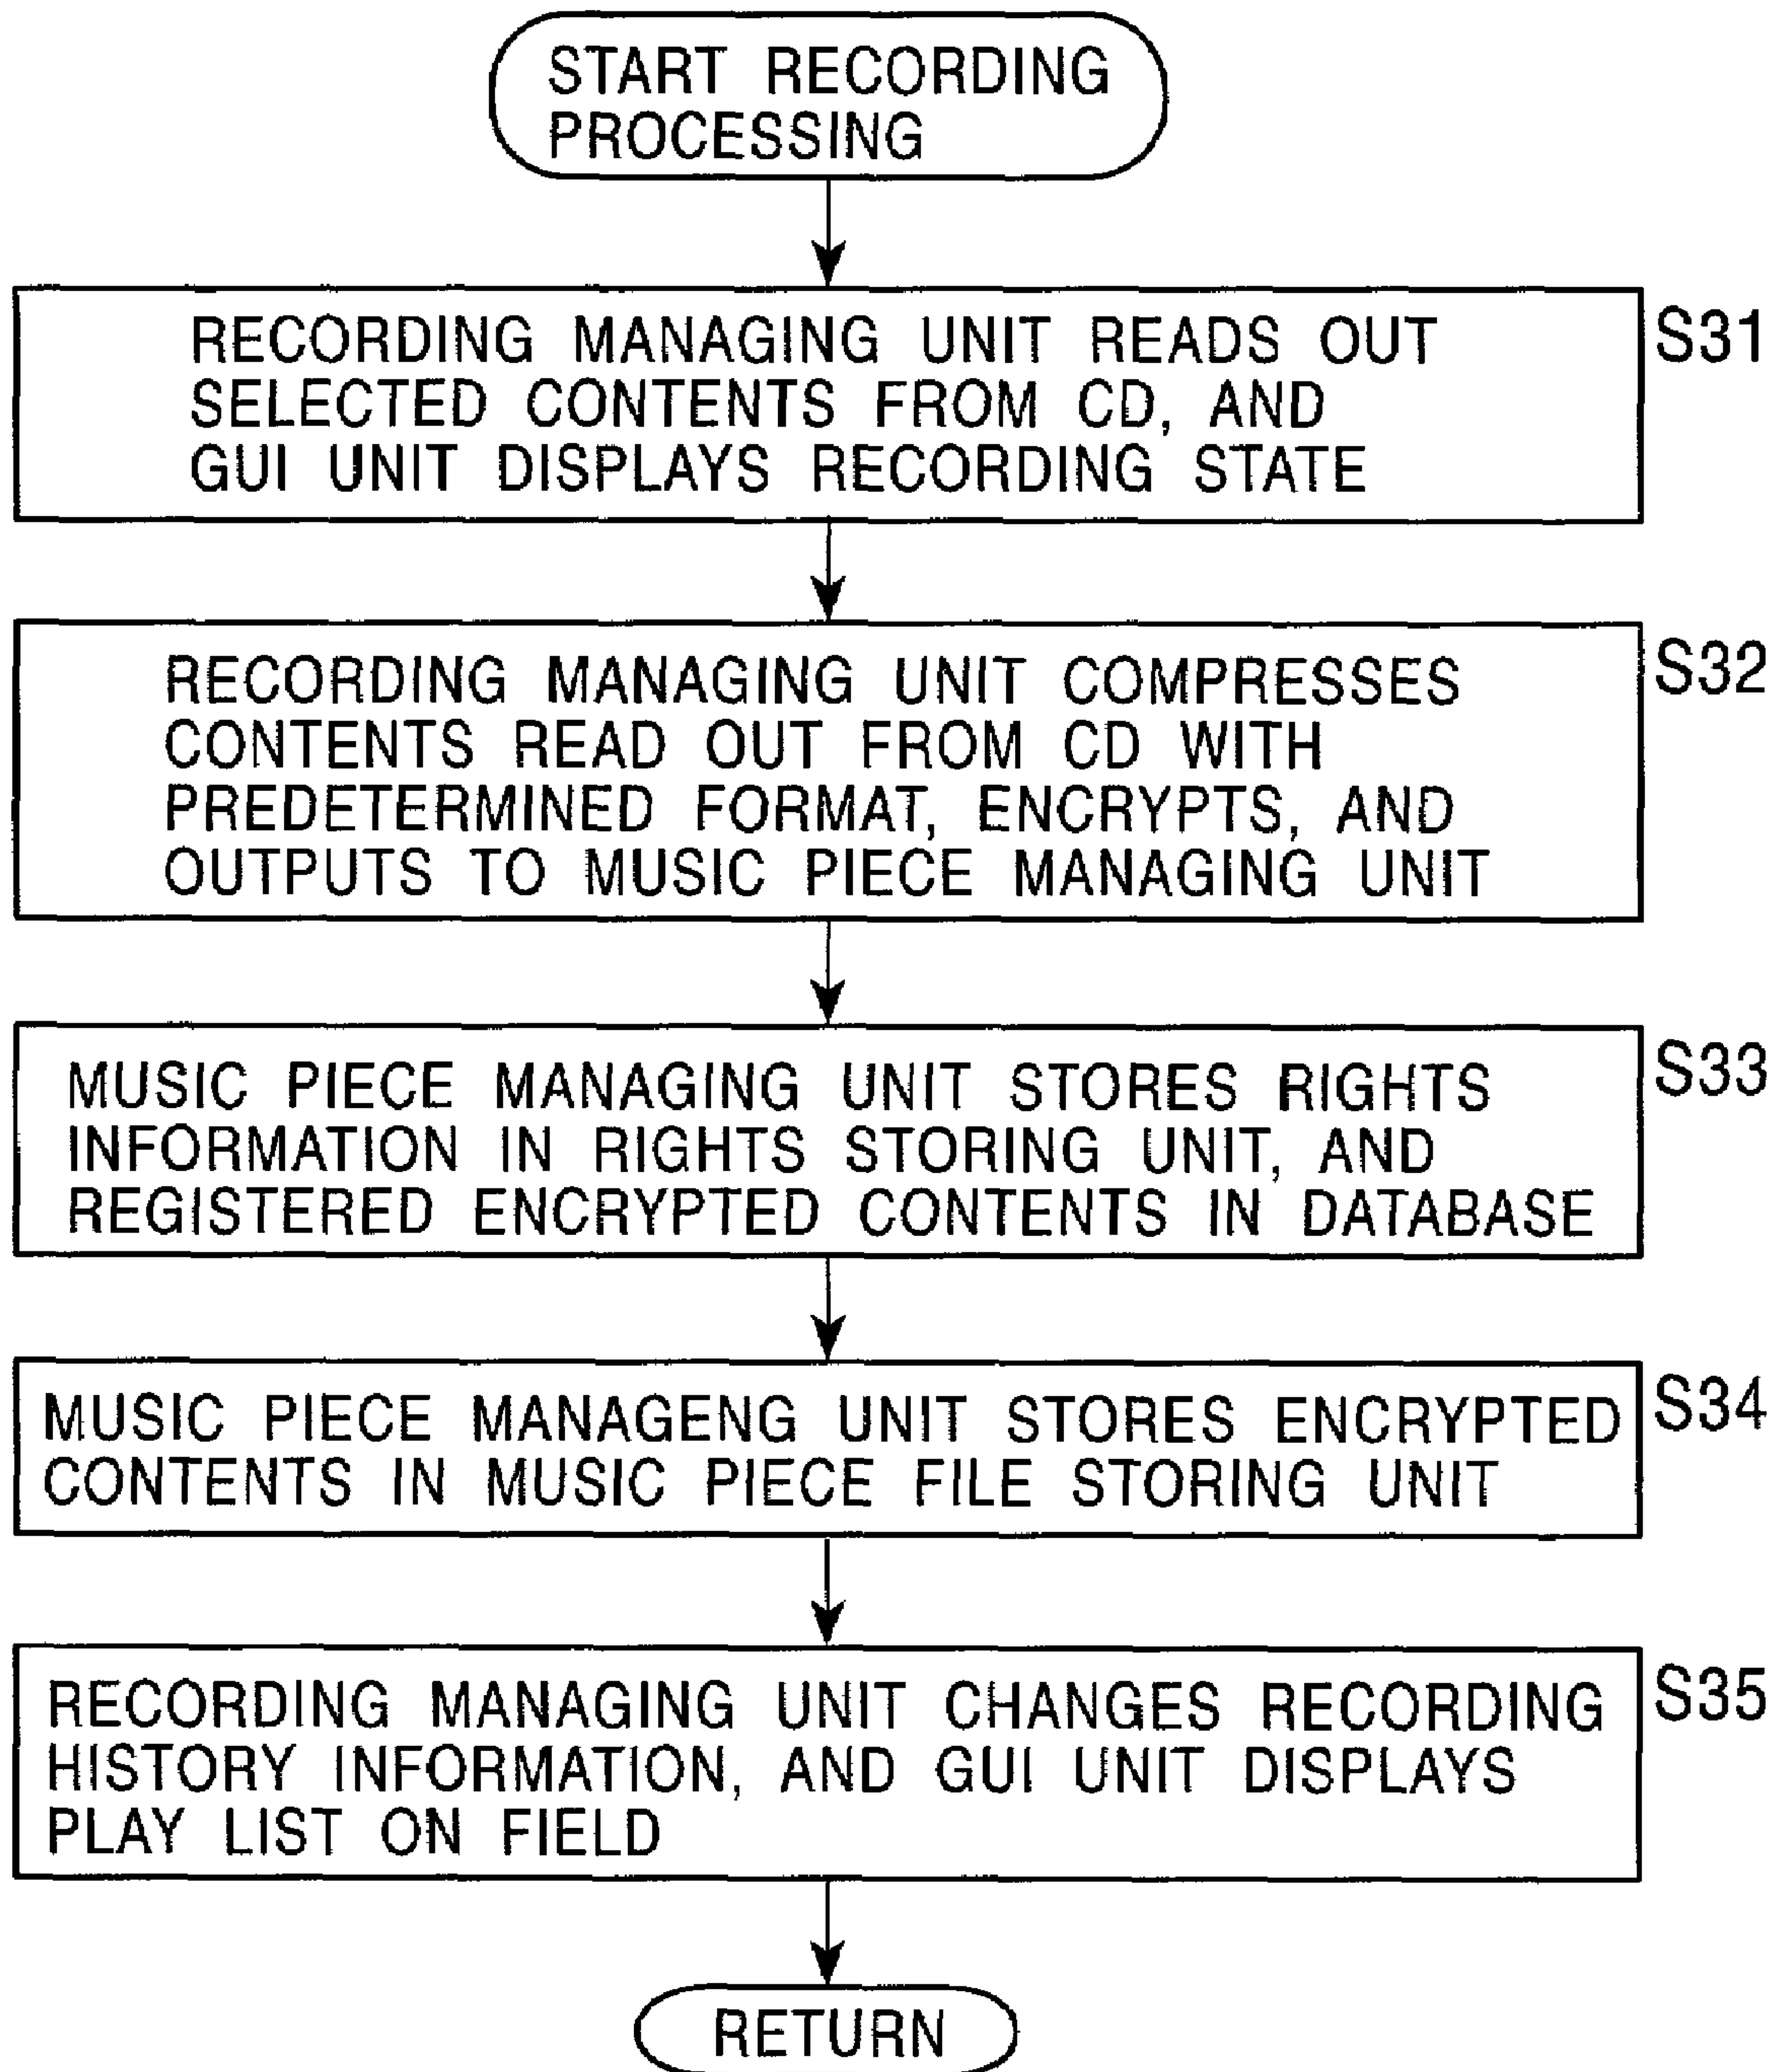 START RECORDING
PROCESSING
RECORDING MANAGING UNIT READS OUT
SELECTED CONTENTS FROM CD, AND
GUI UNIT DISPLAYS RECORDING STATE
S31
RECORDING MANAGING UNIT COMPRESSES
CONTENTS READ OUT FROM CD WITH
PREDETERMINED FORMAT, ENCRYPTS, AND
OUTPUTS TO MUSIC PIECE MANAGING UNIT
S32
MUSIC PIECE MANAGING UNIT STORES RIGHTS
INFORMATION IN RIGHTS STORING UNIT, AND
REGISTERED ENCRYPTED CONTENTS IN DATABASE
S33
MUSIC PIECE MANAGENG UNIT STORES ENCRYPTED
CONTENTS IN MUSIC PIECE FILE STORING UNIT
S34
RECORDING MANAGING UNIT CHANGES RECORDING
HISTORY INFORMATION, AND GUI UNIT DISPLAYS
PLAY LIST ON FIELD
S35
RETURN